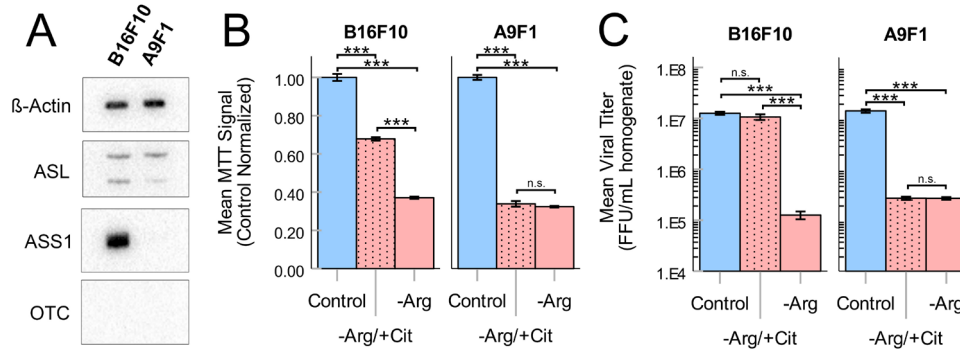 A
B16F10
A9F1
ß-Actin
ASL
ASS1
OTC
B
B16F10
A9F1
Mean MTT Signal
(Control Normalized)
1.00
0.80
0.60
0.40
0.20
0.00
***
***
***
***
***
n.s.
Control
-Arg
Control
-Arg
-Arg/+Cit
-Arg/+Cit
C
B16F10
A9F1
Mean Viral Titer
(FFU/mL homogenate)
1.E8
1.E7
1.E6
1.E5
1.E4
n.s.
***
***
***
***
n.s.
Control
-Arg
Control
-Arg
-Arg/+Cit
-Arg/+Cit